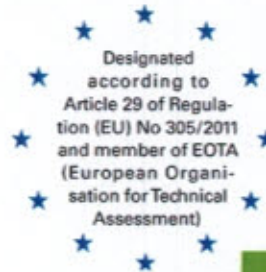 Designated
according to
Article 29 of Regula-
tion (EU) No 305/2011
and member of EOTA
(European Organi-
sation for Technical
Assessment)